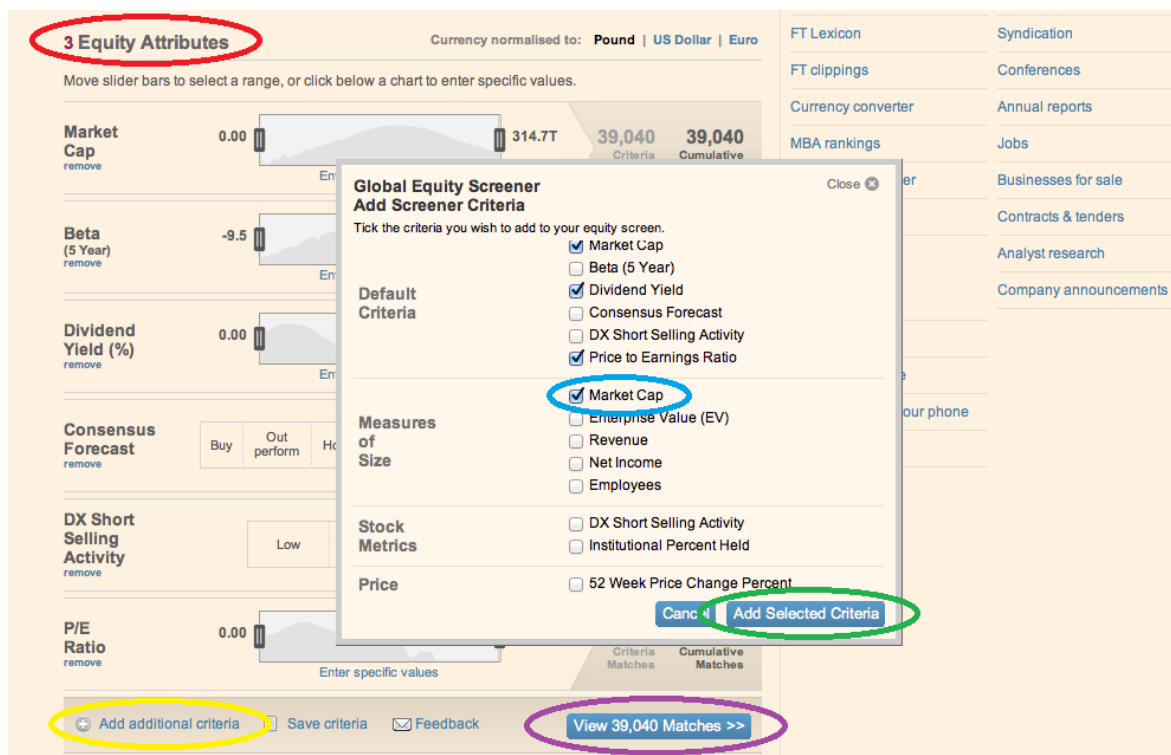 3 Equity Attributes
Currency normalised to: Pound | US Dollar | Euro
Move slider bars to select a range, or click below a chart to enter specific values.
Market
Cap
remove
0.00
314.7T
39,040
39,040
Criteria
Cumulative
Beta
(5 Year)
remove
-9.5
Dividend
Yield (%)
remove
0.00
Consensus
Forecast
remove
Buy
Out
perform
DX Short
Selling
Activity
remove
Low
P/E
Ratio
remove
0.00
Enter specific values
Criteria
Matches
Cumulative
Matches
Add additional criteria
Save criteria
Feedback
View 39,040 Matches >>
Global Equity Screener
Add Screener Criteria
Close
Tick the criteria you wish to add to your equity screen.
Default
Criteria
Market Cap
Beta (5 Year)
Dividend Yield
Consensus Forecast
DX Short Selling Activity
Price to Earnings Ratio
Measures
of
Size
Market Cap
Enterprise Value (EV)
Revenue
Net Income
Employees
Stock
Metrics
DX Short Selling Activity
Institutional Percent Held
Price
52 Week Price Change Percent
Cancel
Add Selected Criteria
FT Lexicon
Syndication
FT clippings
Conferences
Currency converter
Annual reports
MBA rankings
Jobs
Businesses for sale
Contracts & tenders
Analyst research
Company announcements
our phone